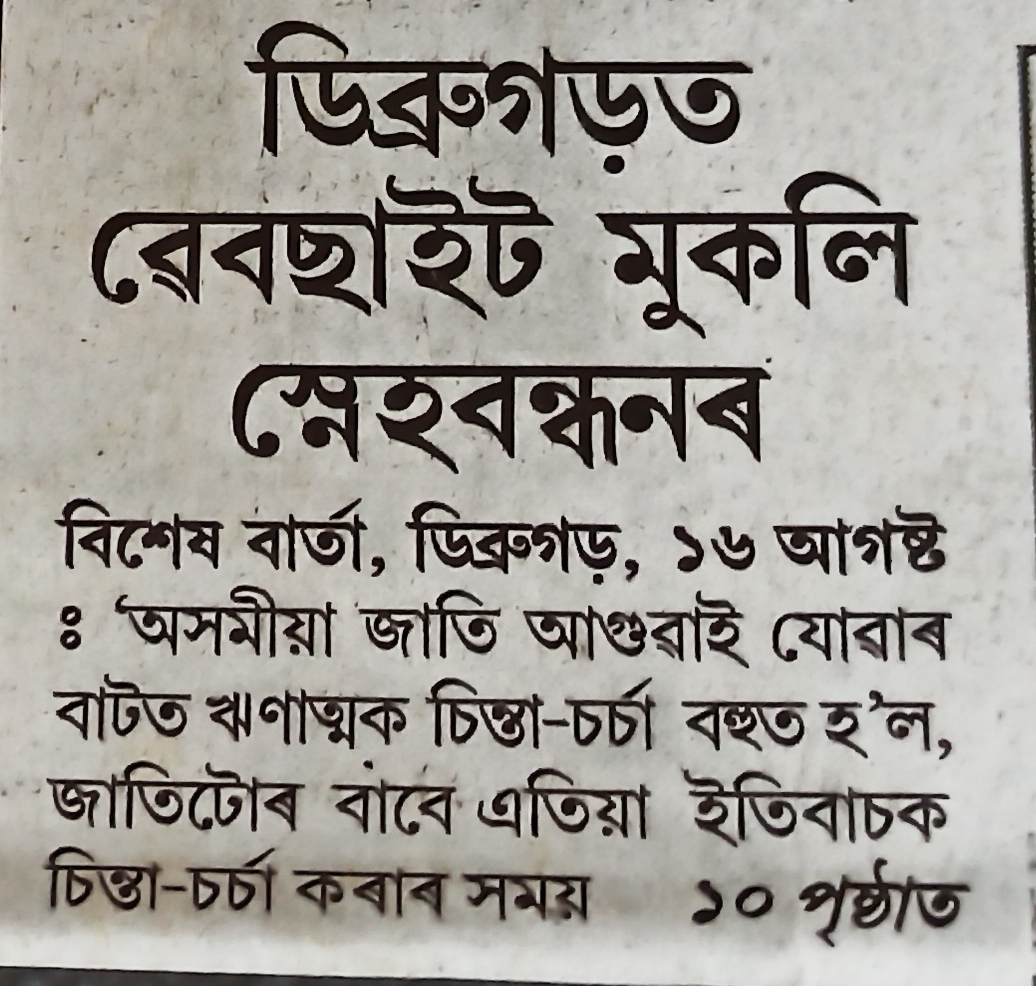 ডিব্ৰুগড়ত
ৱেবছাইট মুকলি
স্নেহবন্ধনৰ
বিশেষ বাৰ্তা, ডিব্ৰুগড়, ১৬ আগষ্ট
ঃ ‘অসমীয়া জাতি আগুৱাই যোৱাৰ
বাটত ঋণাত্মক চিন্তা-চৰ্চা বহুত হ’ল,
জাতিটোৰ বাবে এতিয়া ইতিবাচক
চিন্তা-চৰ্চা কৰাৰ সময় ১০ পৃষ্ঠাত